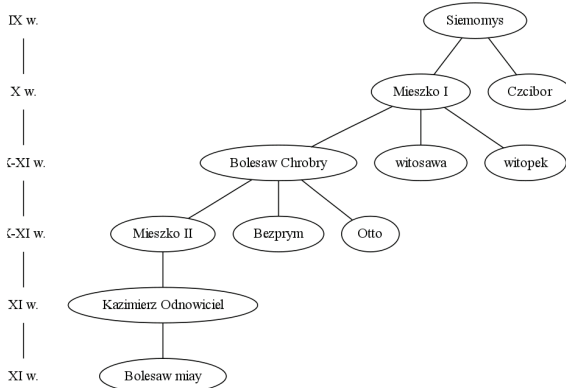 IX w.
Siemomys
X w.
Mieszko I
Czcibor
X-XI w.
Bolesaw Chrobry
witosawa
witopek
X-XI w.
Mieszko II
Bezprym
Otto
XI w.
Kazimierz Odnowiciel
XI w.
Bolesaw miay